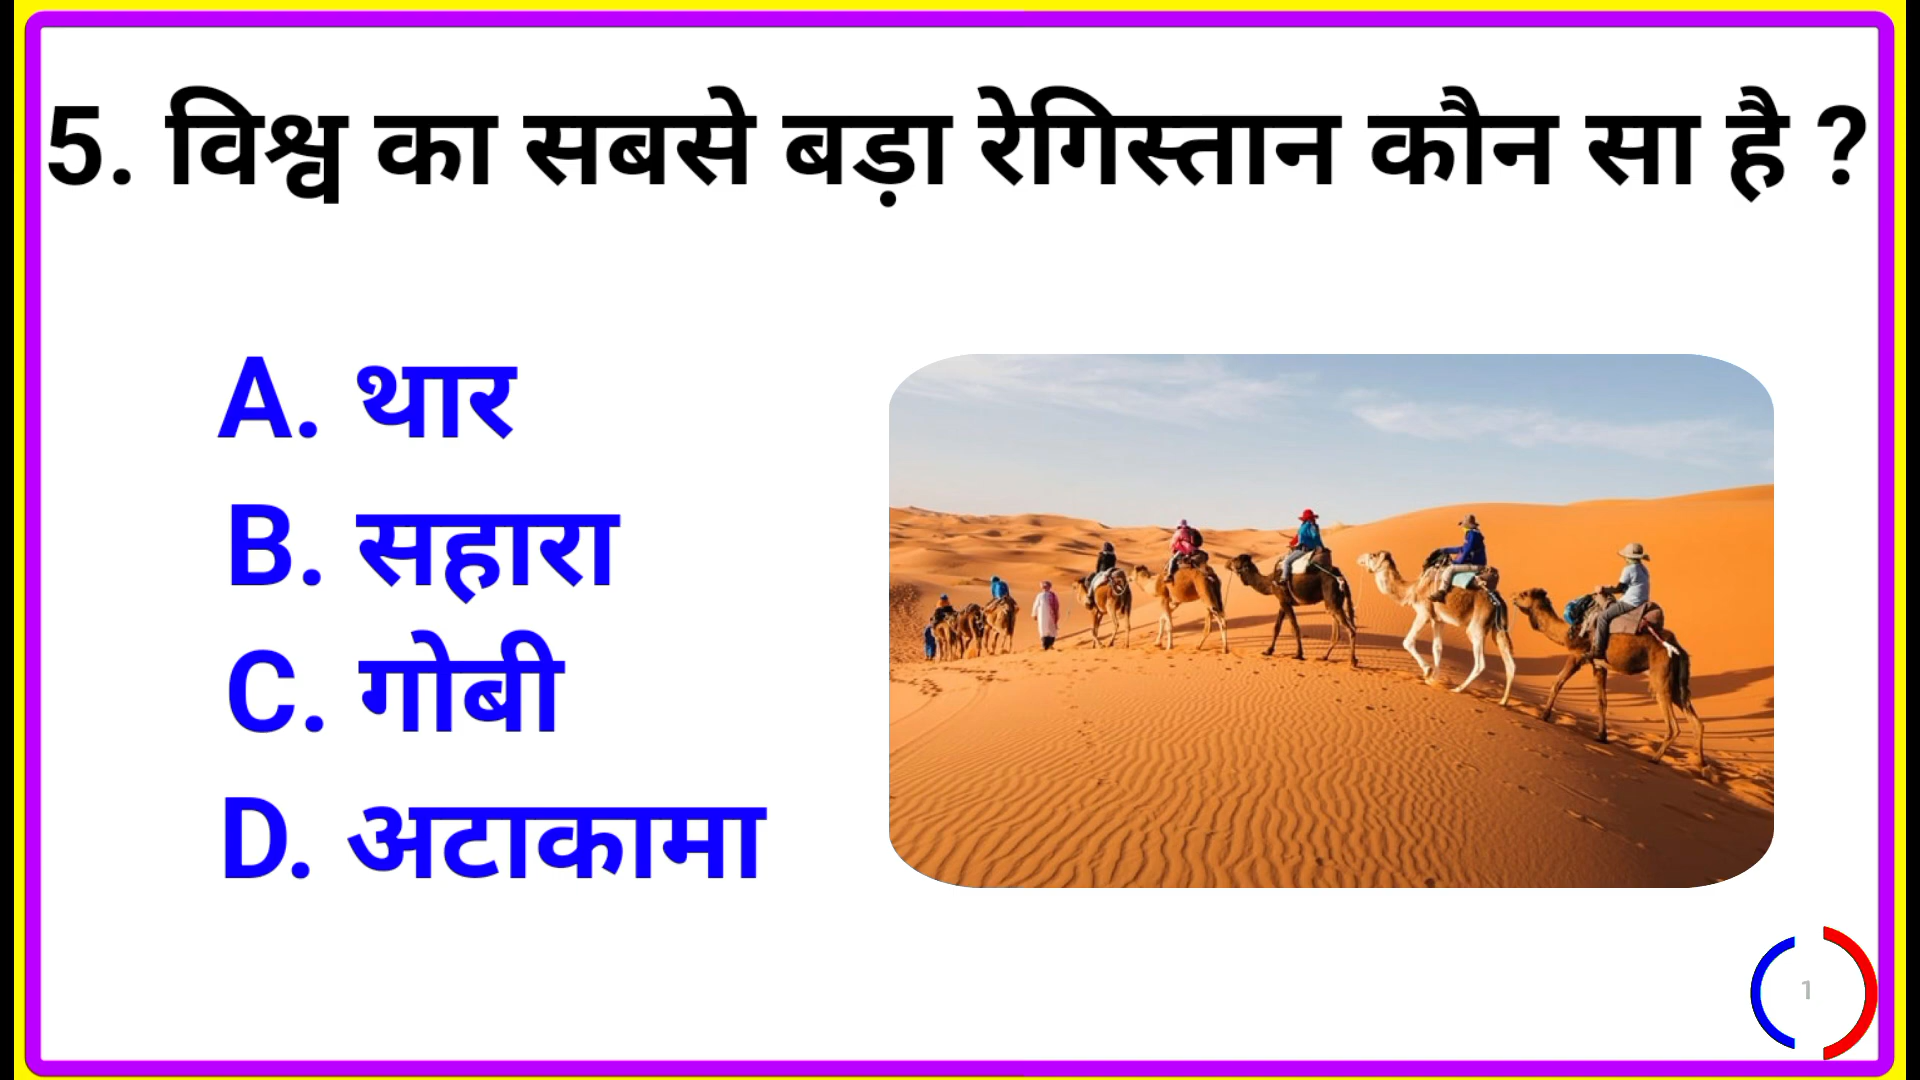 5. विश्व का सबसे बड़ा रेगिस्तान कौन सा है ?
A. थार
B. सहारा
C. गोबी
D. अटाकामा
1